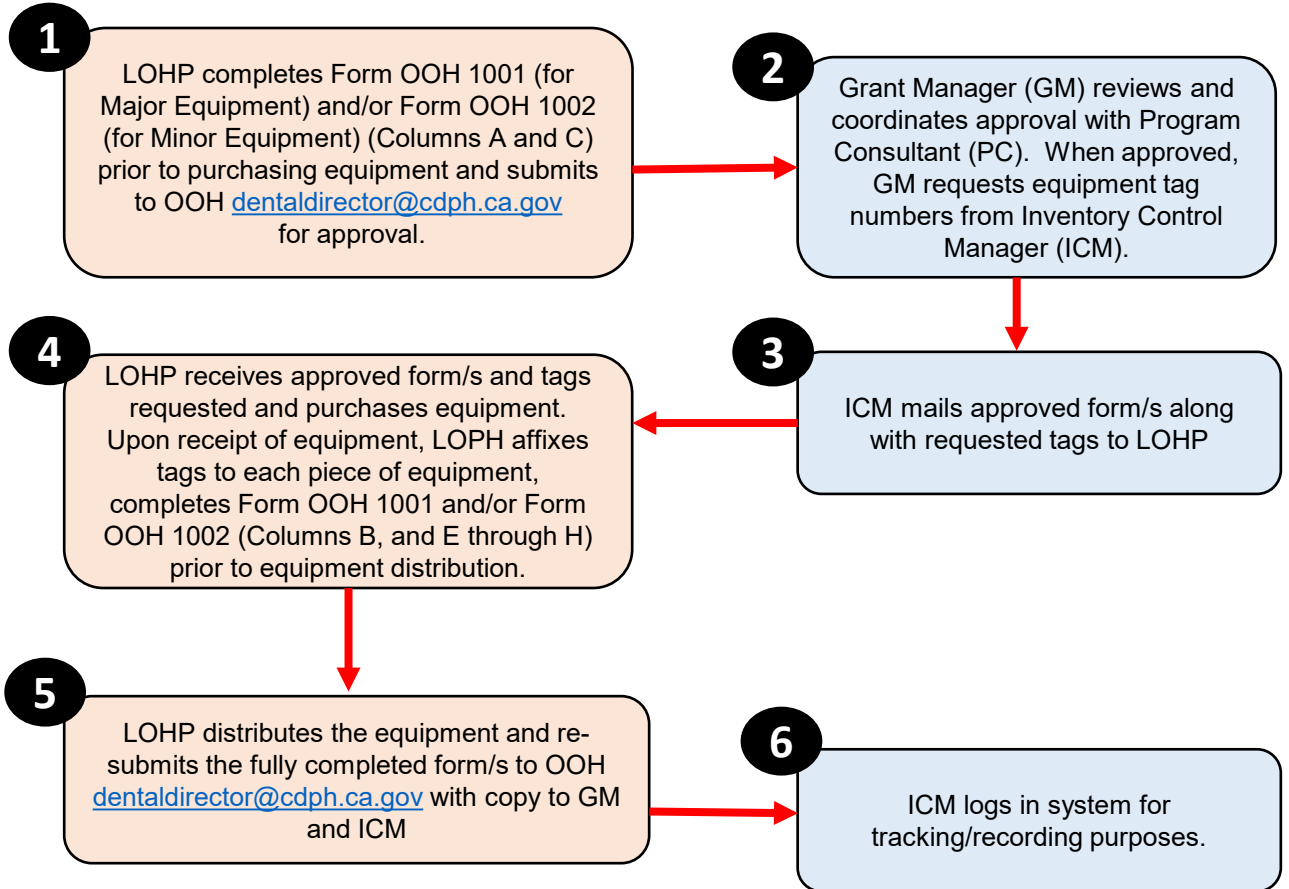 1
LOHP completes Form OOH 1001 (for
Major Equipment) and/or Form OOH 1002
(for Minor Equipment) (Columns A and C)
prior to purchasing equipment and submits
to OOH dentaldirector@cdph.ca.gov
for approval.
2
Grant Manager (GM) reviews and
coordinates approval with Program
Consultant (PC).  When approved,
GM requests equipment tag
numbers from Inventory Control
Manager (ICM).
3
ICM mails approved form/s along
with requested tags to LOHP
4
LOHP receives approved form/s and tags
requested and purchases equipment.
Upon receipt of equipment, LOPH affixes
tags to each piece of equipment,
completes Form OOH 1001 and/or Form
OOH 1002 (Columns B, and E through H)
prior to equipment distribution.
5
LOHP distributes the equipment and re-
submits the fully completed form/s to OOH
dentaldirector@cdph.ca.gov with copy to GM
and ICM
6
ICM logs in system for
tracking/recording purposes.